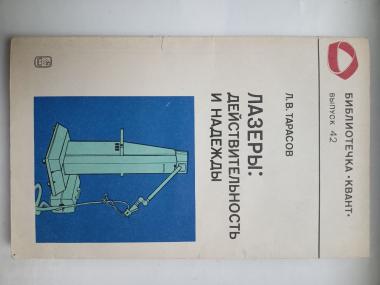 БИБЛИОТЕЧКА •КВАНТ•
ВЫПУСК 42
Л.В. ТАРАСОВ
ЛАЗЕРЫ:
ДЕЙСТВИТЕЛЬНОСТЬ
И НАДЕЖДЫ